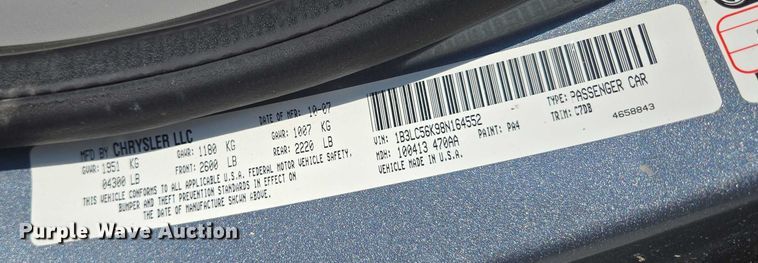 MFD BY CHRYSLER LLC
DATE OF MFR: 10-07
GVWR: 1951 KG
04300 LB
GAWR: 1180 KG
FRONT: 2600 LB
GAWR: 1007 KG
REAR: 2220 LB
THIS VEHICLE CONFORMS TO ALL APPLICABLE U.S.A. FEDERAL MOTOR VEHICLE SAFETY,
BUMPER AND THEFT PREVENTION STANDARDS IN EFFECT ON
THE DATE OF MANUFACTURE SHOWN ABOVE.
VIN: 1B3LC56K98N164552
TYPE: PASSENGER CAR
MDH: 100413 470AA
PAINT: PA4
TRIM: C7DB
VEHICLE MADE IN U.S.A.
4658843
Purple Wave Auction